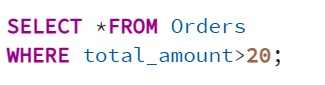 SELECT *FROM Orders
WHERE total_amount>20;